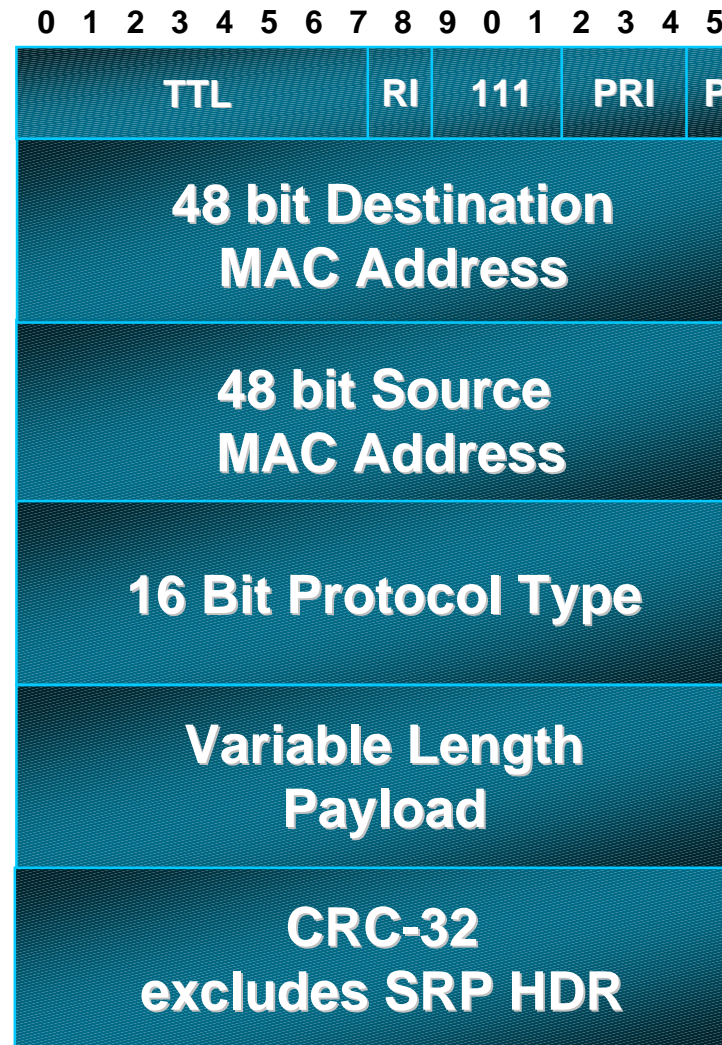 0 1 2 3 4 5 6 7 8 9 0 1 2 3 4 5
TTL RI 111 PRI P
48 bit Destination
MAC Address
48 bit Source
MAC Address
16 Bit Protocol Type
Variable Length
Payload
CRC-32
excludes SRP HDR